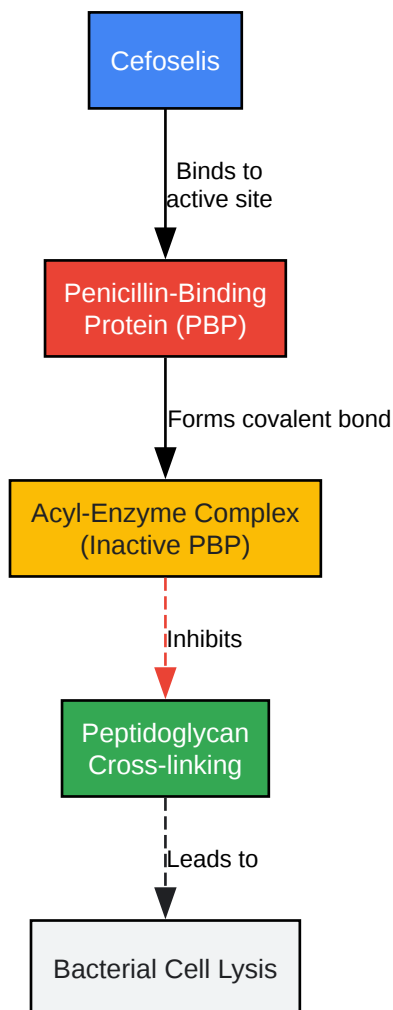 Cefoselis
Binds to
active site
Penicillin-Binding
Protein (PBP)
Forms covalent bond
Acyl-Enzyme Complex
(Inactive PBP)
Inhibits
Peptidoglycan
Cross-linking
Leads to
Bacterial Cell Lysis